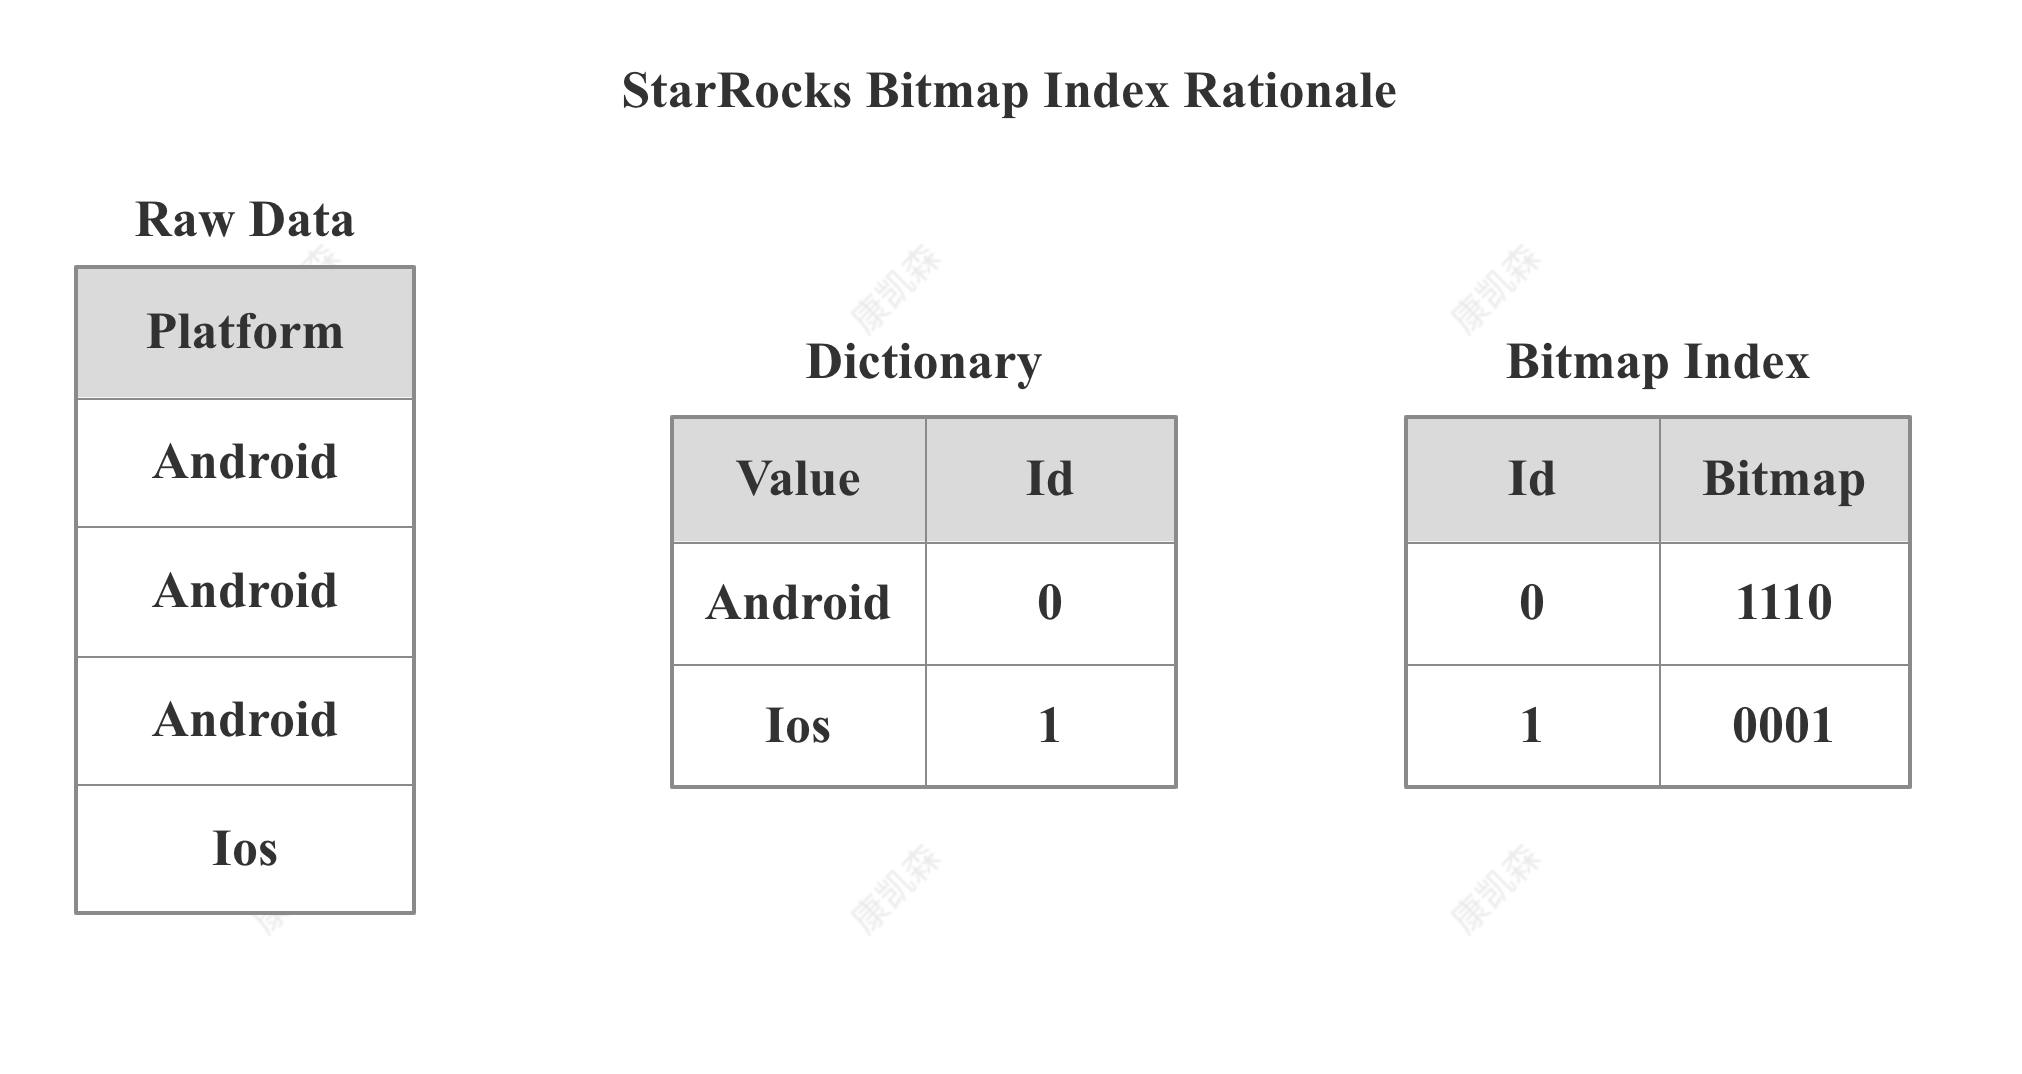 StarRocks Bitmap Index Rationale
Raw Data
Platform
Android
Android
Android
Ios
Dictionary
Value Id
Android 0
Ios 1
Bitmap Index
Id Bitmap
0 1110
1 0001
康凯森
康凯森
康凯森
康凯森
森
康